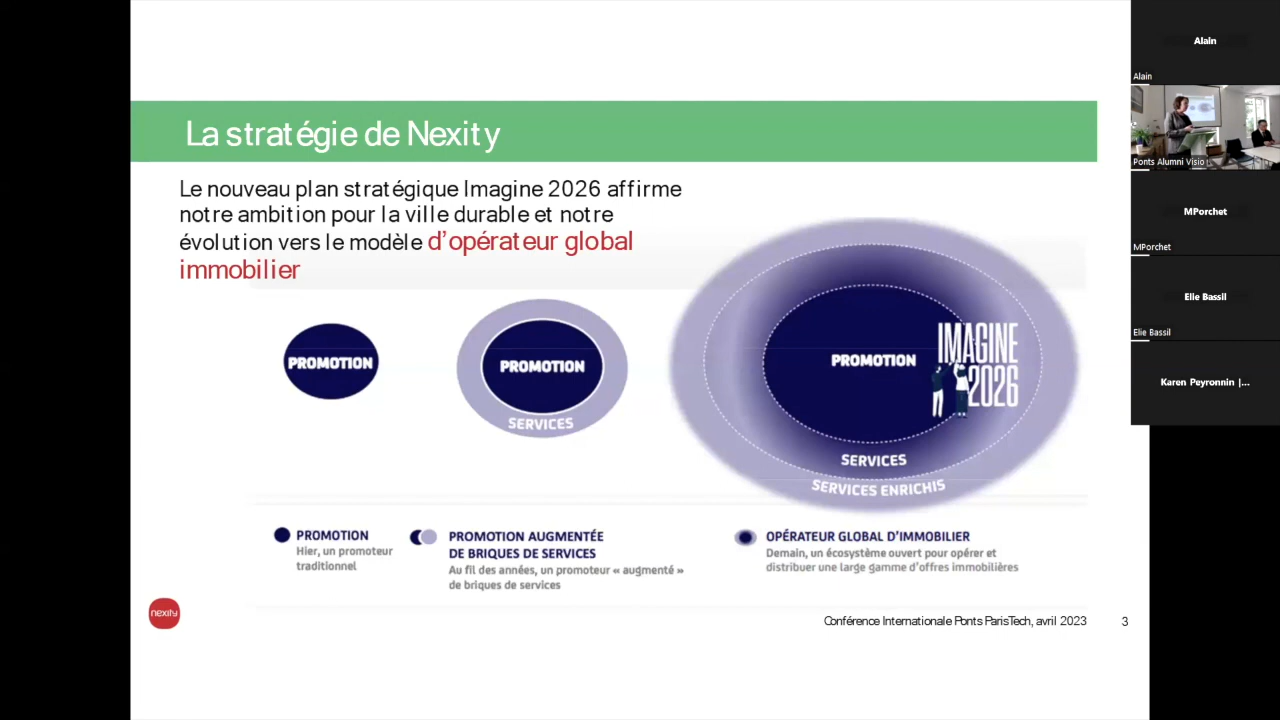 La stratégie de Nexity
Le nouveau plan stratégique Imagine 2026 affirme
notre ambition pour la ville durable et notre
évolution vers le modèle d'opérateur global
immobilier
PROMOTION
PROMOTION
SERVICES
PROMOTION
IMAGINE
2026
SERVICES
SERVICES ENRICHIS
PROMOTION
Hier, un promoteur
traditionnel
PROMOTION AUGMENTÉE
DE BRIQUES DE SERVICES
Au fil des années, un promoteur « augmenté »
de briques de services
OPÉRATEUR GLOBAL D'IMMOBILIER
Demain, un écosystème ouvert pour opérer et
distribuer une large gamme d'offres immobilières
nexity
Conférence Internationale Ponts ParisTech, avril 2023
3
Alain
Alain
Ponts Alumni Visio
MPorchet
MPorchet
Elie Bassil
Elie Bassil
Karen Peyronnin |...